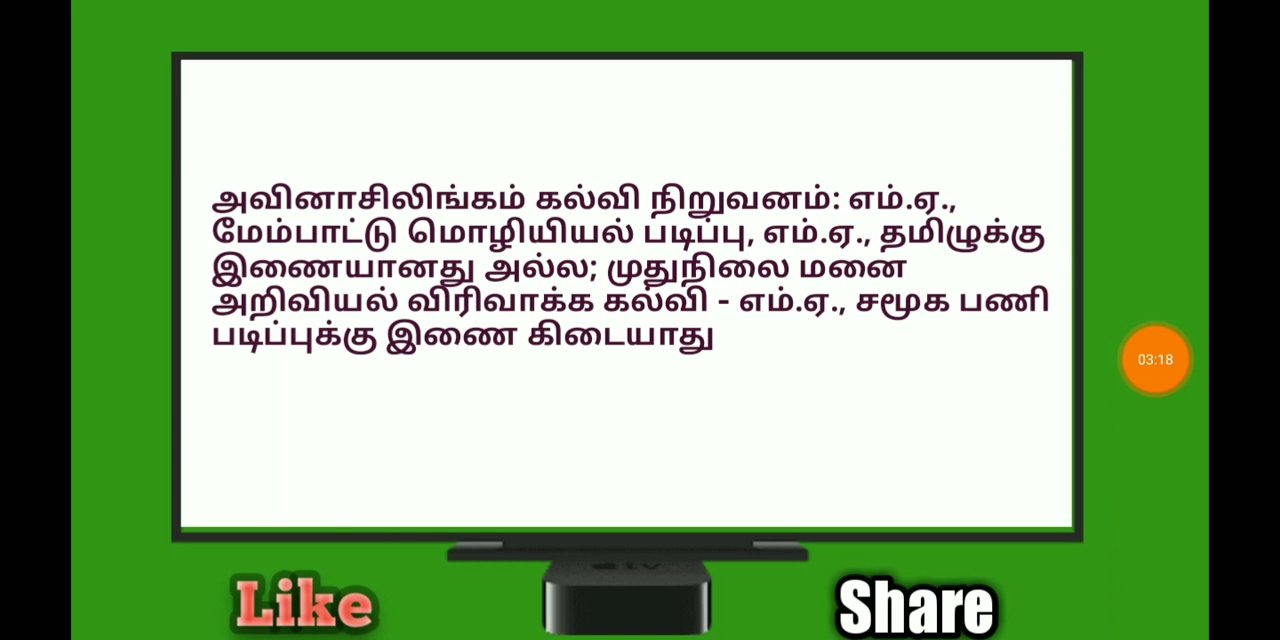 அவினாசிலிங்கம் கல்வி நிறுவனம்: எம்.ஏ.,
மேம்பாட்டு மொழியியல் படிப்பு, எம்.ஏ., தமிழுக்கு
இணையானது அல்ல; முதுநிலை மனை
அறிவியல் விரிவாக்க கல்வி - எம்.ஏ., சமூக பணி
படிப்புக்கு இணை கிடையாது
03:18
tv
Like
Share